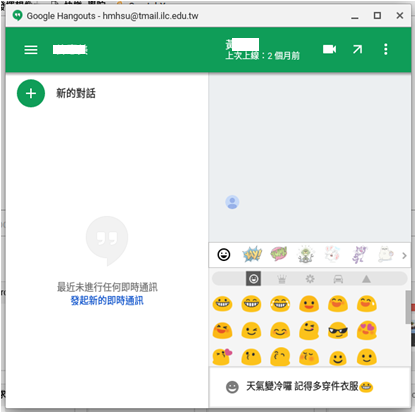 Google Hangouts - hmhsu@tmail.ilc.edu.tw
上次上線：2 個月前
新的對話
最近未進行任何即時通訊
發起新的即時通訊
天氣變冷囉 記得多穿件衣服